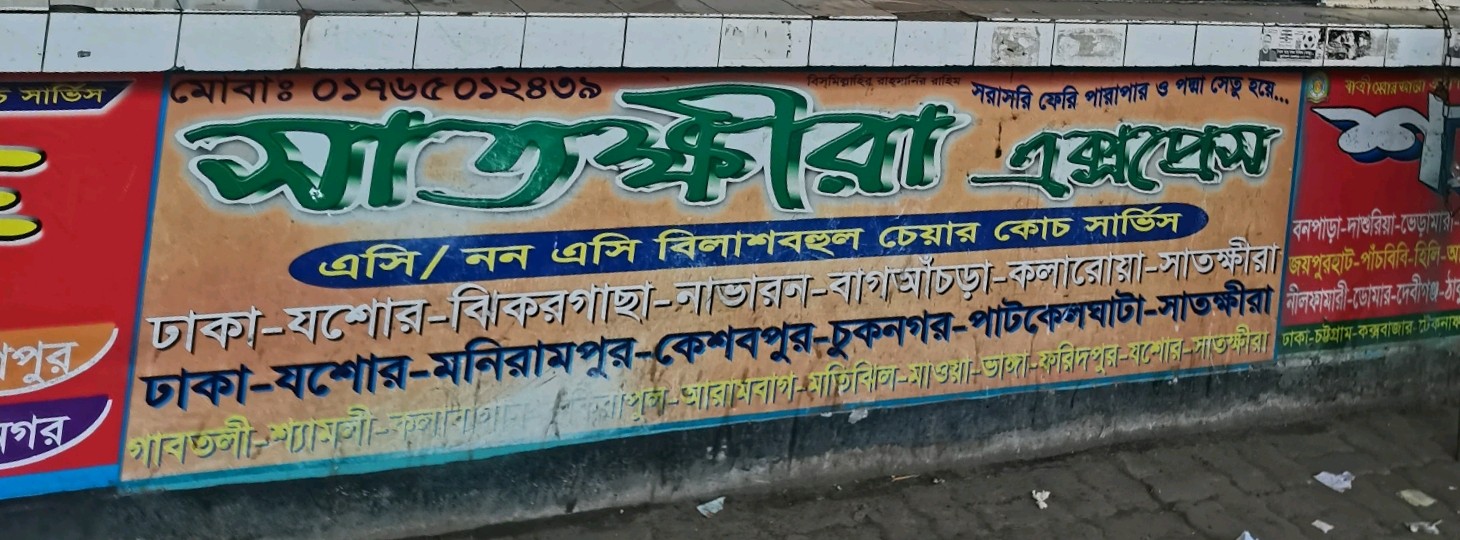 সার্ভিস
মোবাঃ ০১৭৬৫০১২৪৩৯
বিসমিল্লাহির রাহমানির রাহিম
সরাসরি ফেরি পারাপার ও পদ্মা সেতু হয়ে...
সাতক্ষীরা এক্সপ্রেস
এসি/ নন এসি বিলাশবহুল চেয়ার কোচ সার্ভিস
ঢাকা-যশোর-ঝিকরগাছা-নাভারন-বাগআঁচড়া-কলারোয়া-সাতক্ষীরা
ঢাকা-যশোর-মনিরামপুর-কেশবপুর-চুকনগর-পাটকেলঘাটা-সাতক্ষীরা
গাবতলী-শ্যামলী-আরামবাগ-মতিঝিল-মাওয়া-ভাঙ্গা-ফরিদপুর-যশোর-সাতক্ষীরা
পুর
নগর
বনপাড়া-দাশুরিয়া-ভেড়ামারা
জয়পুরহাট-পাঁচবিবি-হিলি-
নীলফামারী-ডোমার-দেবীগঞ্জ-
ঢাকা-চট্টগ্রাম-কক্সবাজার-টেকনাফ